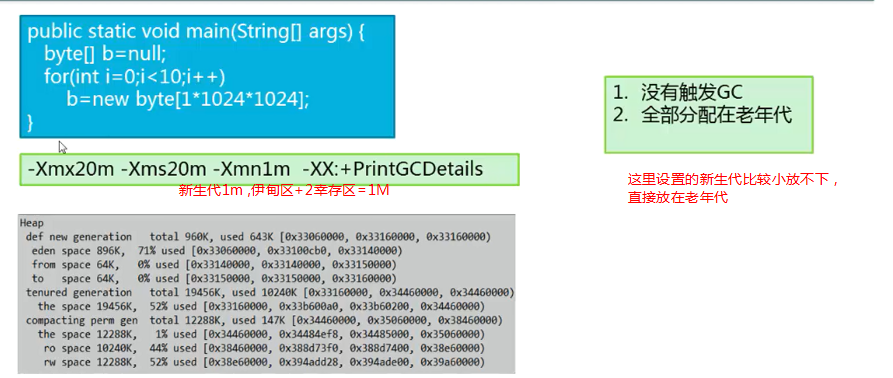 public static void main(String[] args) {
byte[] b=null;
for(int i=0;i<10;i++)
b=new byte[1*1024*1024];
}
-Xmx20m -Xms20m -Xmn1m -XX:+PrintGCDetails
新生代1m ,伊甸区+2幸存区=1M
1. 没有触发GC
2. 全部分配在老年代
这里设置的新生代比较小放不下，
直接放在老年代
Heap
def new generation total 960K, used 643K [0x33060000, 0x33160000, 0x33160000)
eden space 896K, 71% used [0x33060000, 0x33100cb0, 0x33140000)
from space 64K, 0% used [0x33140000, 0x33140000, 0x33150000)
to space 64K, 0% used [0x33150000, 0x33150000, 0x33160000)
tenured generation total 19456K, used 10240K [0x33160000, 0x34460000, 0x34460000)
the space 19456K, 52% used [0x33160000, 0x33b600a0, 0x33b60200, 0x34460000)
compacting perm gen total 12288K, used 147K [0x34460000, 0x35060000, 0x38460000)
the space 12288K, 1% used [0x34460000, 0x34484ef8, 0x34485000, 0x35060000)
ro space 10240K, 44% used [0x38460000, 0x388d73f0, 0x388d7400, 0x38e60000)
rw space 12288K, 52% used [0x38e60000, 0x394add28, 0x394ade00, 0x39a60000)